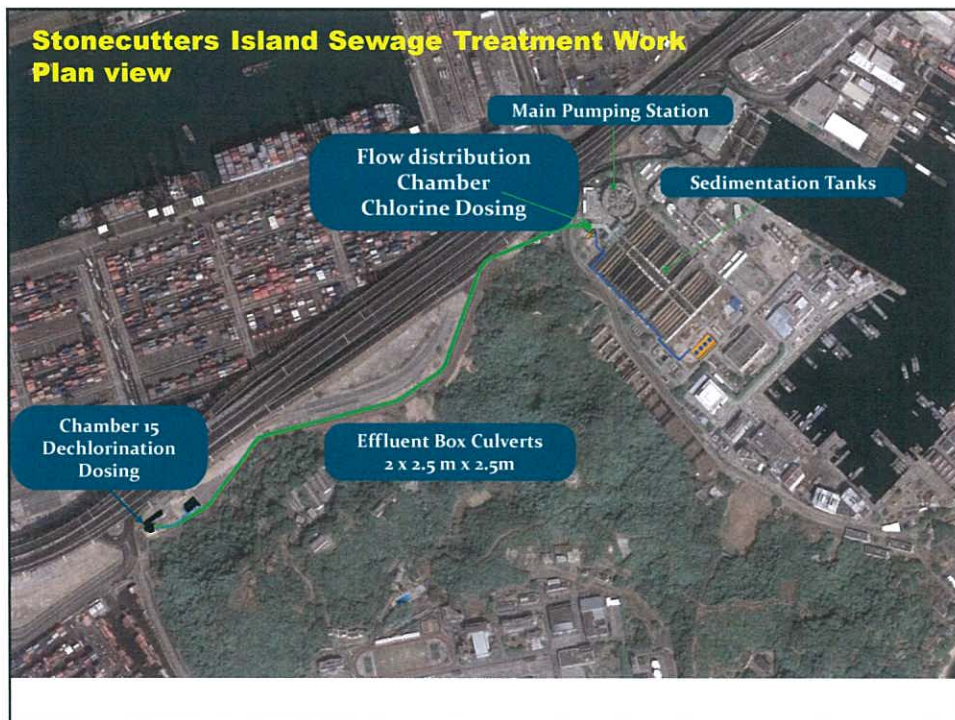 Stonecutters Island Sewage Treatment Work
Plan view
Main Pumping Station
Flow distribution
Chamber
Chlorine Dosing
Sedimentation Tanks
Chamber 15
Dechlorination
Dosing
Effluent Box Culverts
2 x 2.5 m x 2.5m